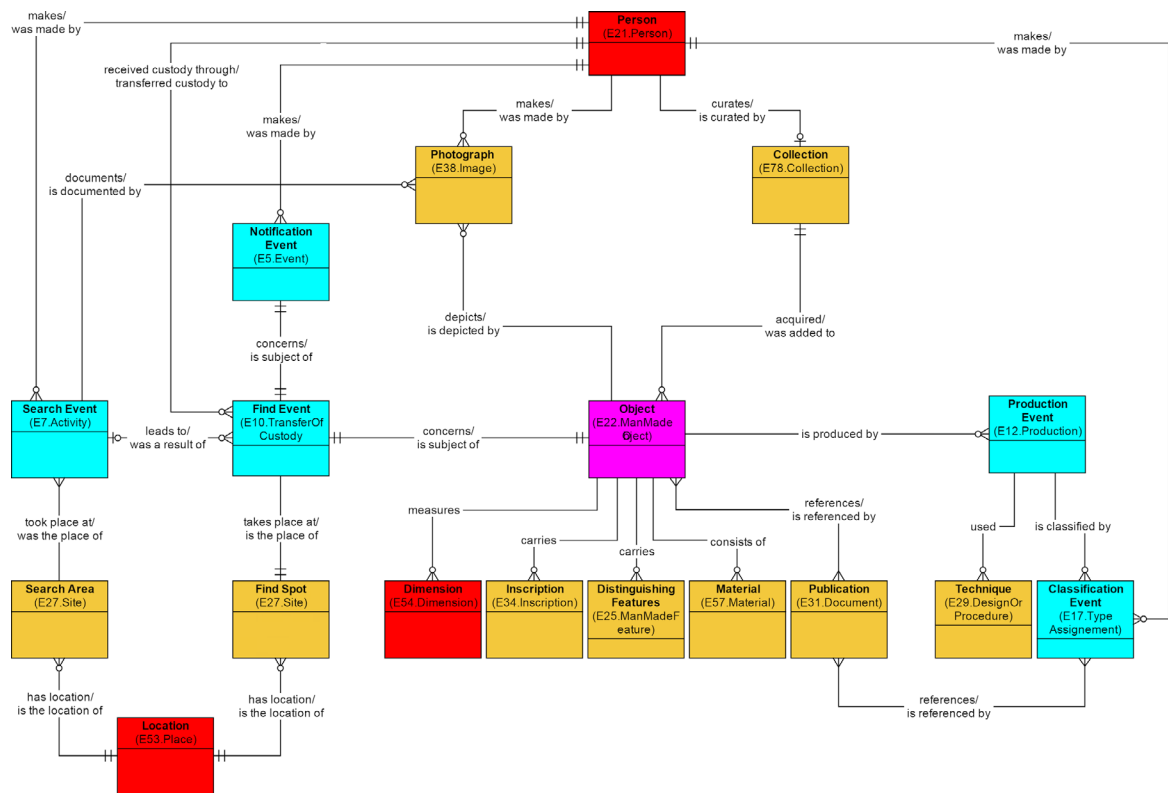 makes/
was made by
Person
(E21.Person)
makes/
was made by
received custody through/
transferred custody to
makes/
was made by
curates/
is curated by
makes/
was made by
Photograph
(E38.Image)
Collection
(E78.Collection)
documents/
is documented by
Notification
Event
(E5.Event)
depicts/
is depicted by
acquired/
was added to
concerns/
is subject of
Search Event
(E7.Activity)
Find Event
(E10.TransferOf
Custody
Object
(E22.ManMade
Oject)
Production
Event
(E12.Production)
leads to/
was a result of
concerns/
is subject of
is produced by
took place at/
was the place of
takes place at/
is the place of
measures
carries
carries
consists of
references/
is referenced by
used
is classified by
Search Area
(E27.Site)
Find Spot
(E27.Site)
Dimension
(E54.Dimension)
Inscription
(E34.Inscription)
Distinguishing
Features
(E25.ManMadeF
eature)
Material
(E57.Material)
Publication
(E31.Document)
Technique
(E29.DesignOr
Procedure)
Classification
Event
(E17.Type
Assignement)
has location/
is the location of
has location/
is the location of
references/
is referenced by
Location
(E53.Place)